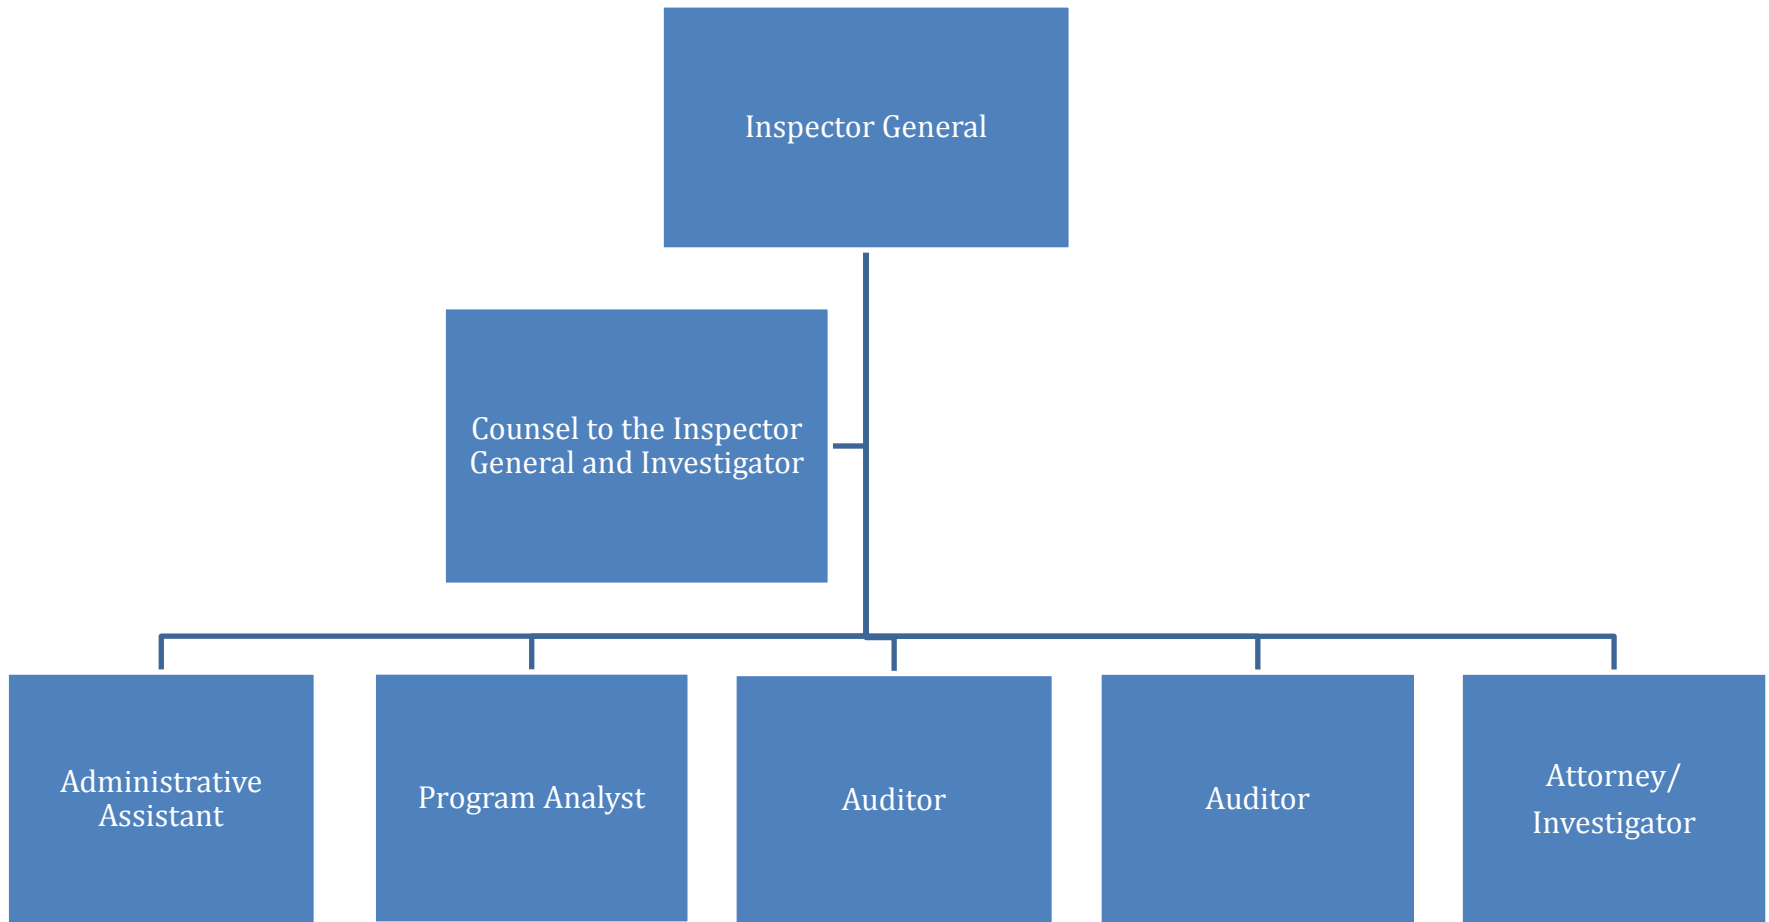 Inspector General
Counsel to the Inspector
General and Investigator
Administrative
Assistant
Program Analyst
Auditor
Auditor
Attorney/
Investigator